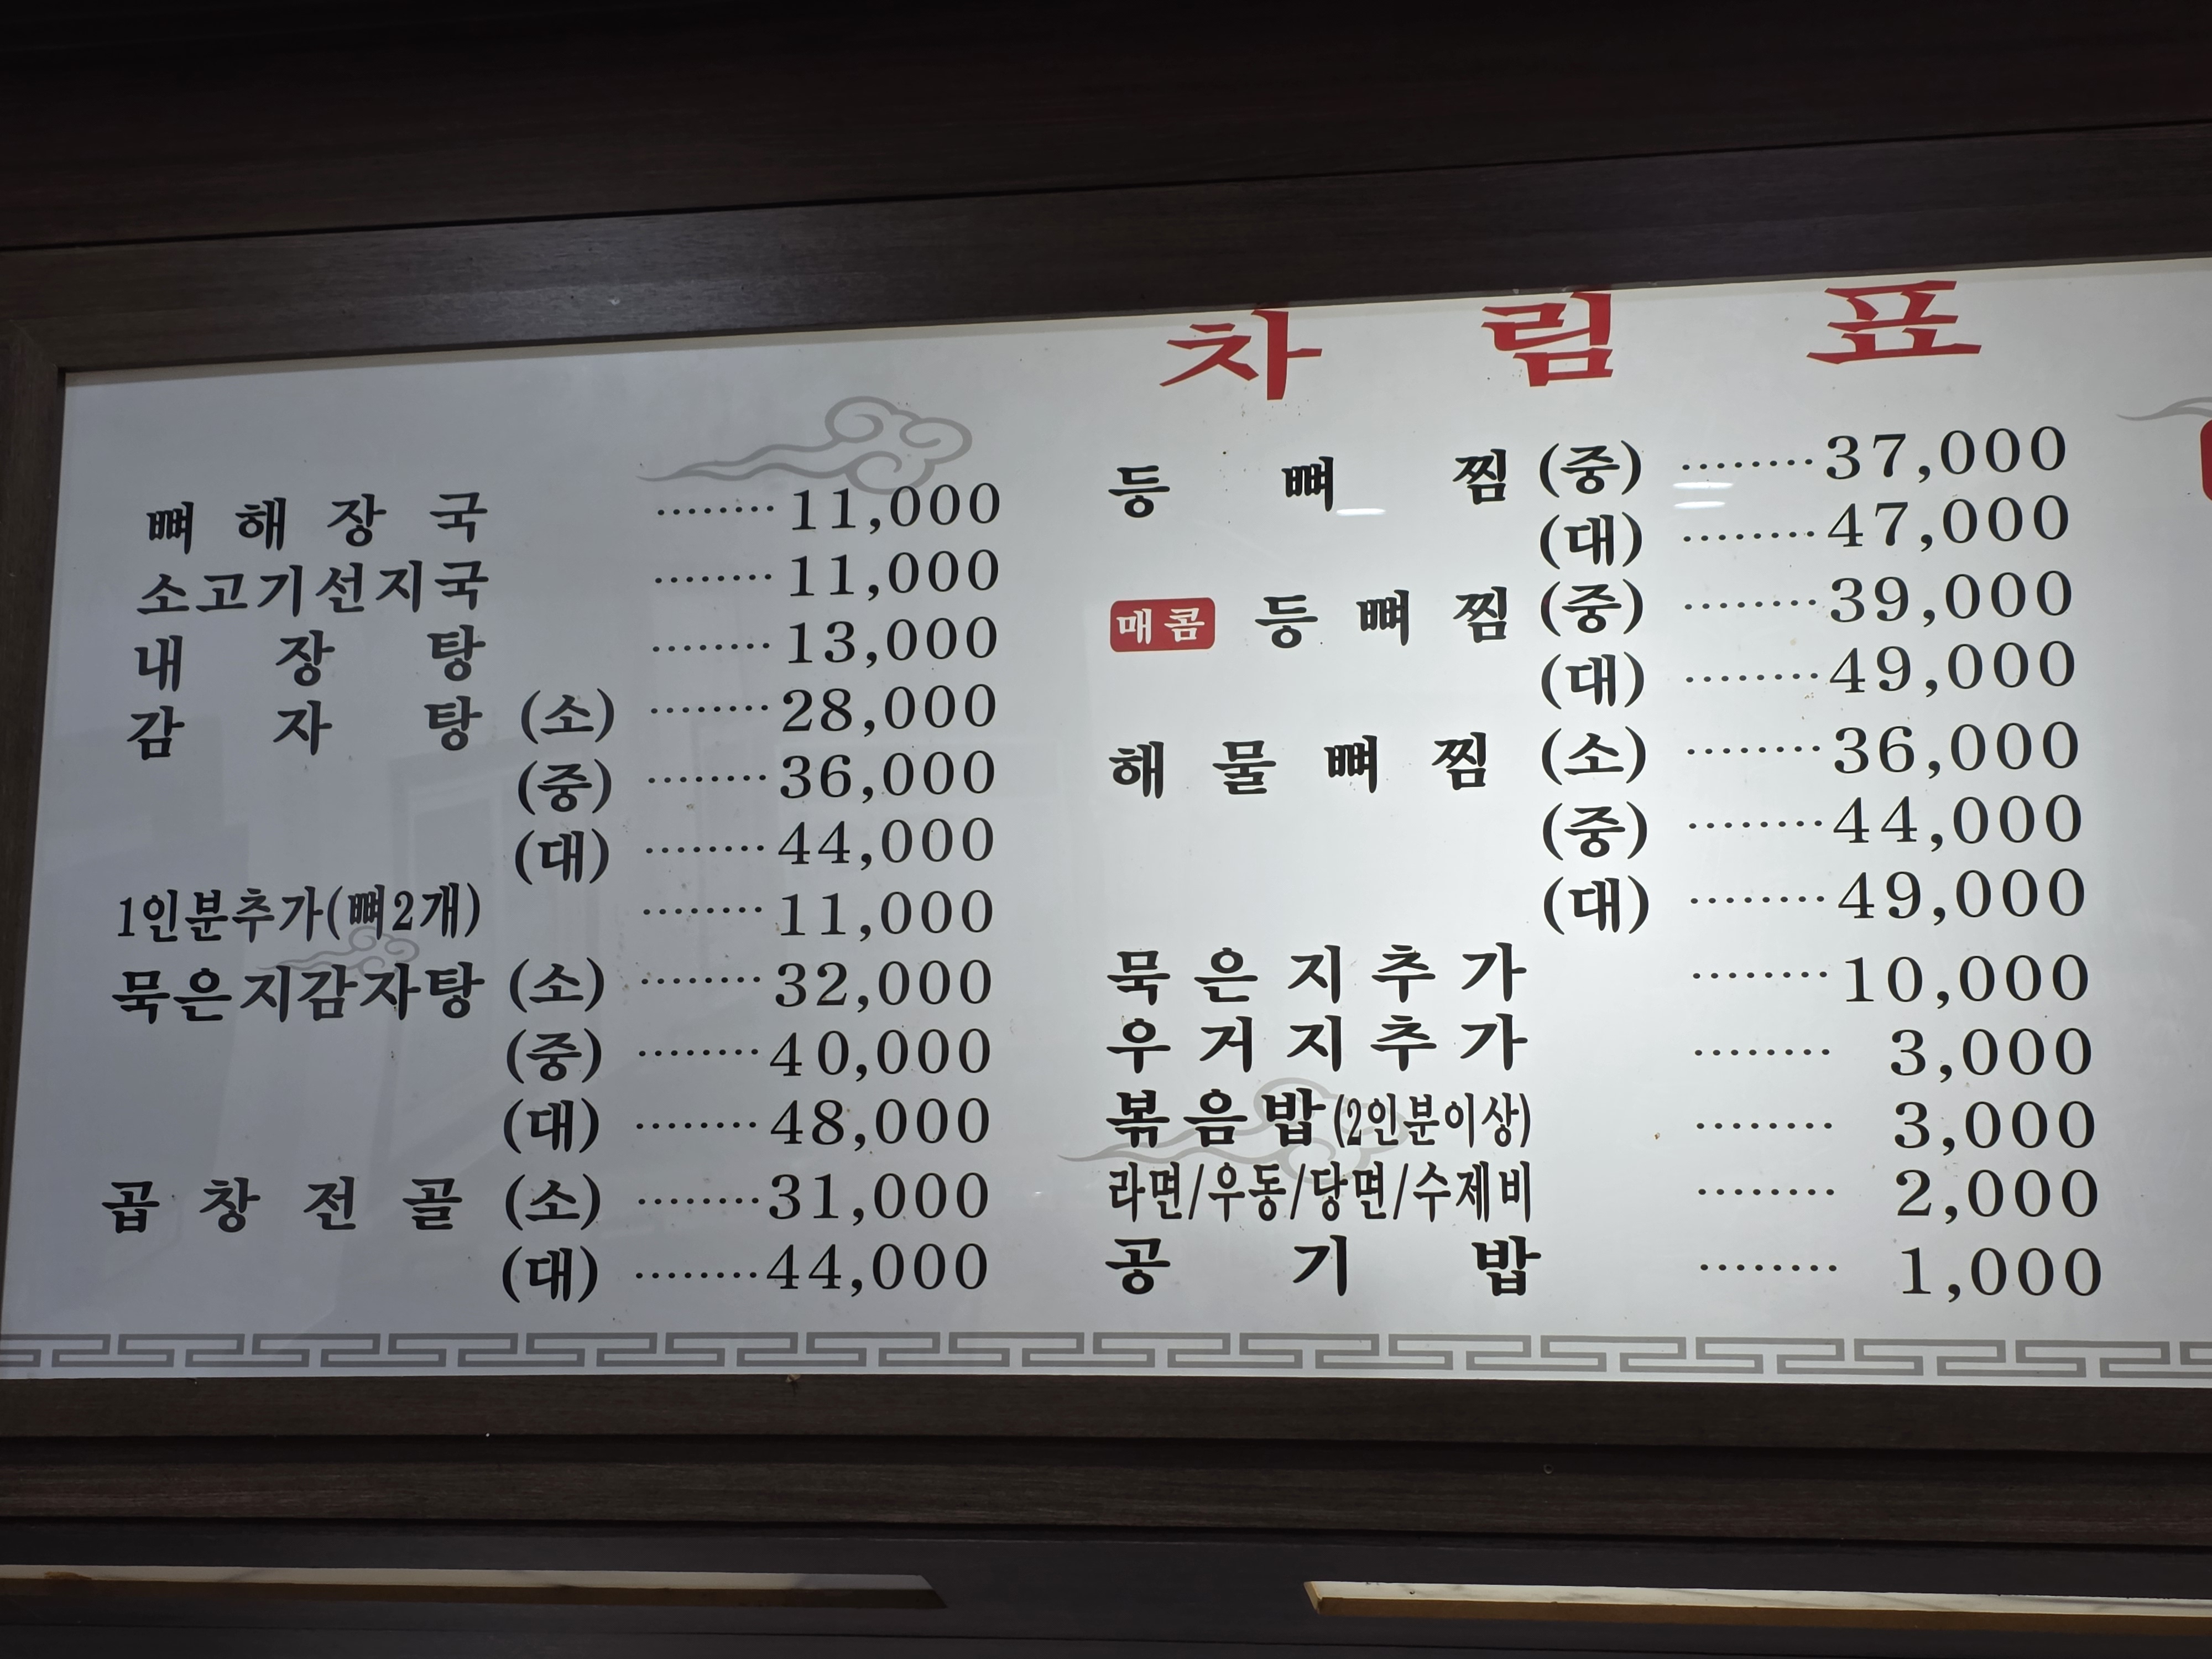 차림표
뼈해장국 ········ 11,000
소고기선지국 ········ 11,000
내장탕 ········ 13,000
감자탕 (소) ········ 28,000
(중) ········ 36,000
(대) ········ 44,000
1인분추가(뼈2개) ········ 11,000
묵은지감자탕 (소) ········ 32,000
(중) ········ 40,000
(대) ········ 48,000
곱창전골 (소) ········ 31,000
(대) ········ 44,000
등뼈찜 (중) ········ 37,000
(대) ········ 47,000
매콤 등뼈찜 (중) ········ 39,000
(대) ········ 49,000
해물뼈찜 (소) ········ 36,000
(중) ········ 44,000
(대) ········ 49,000
묵은지추가 ········ 10,000
우거지추가 ········ 3,000
볶음밥(2인분이상) ········ 3,000
라면/우동/당면/수제비 ········ 2,000
공기밥 ········ 1,000